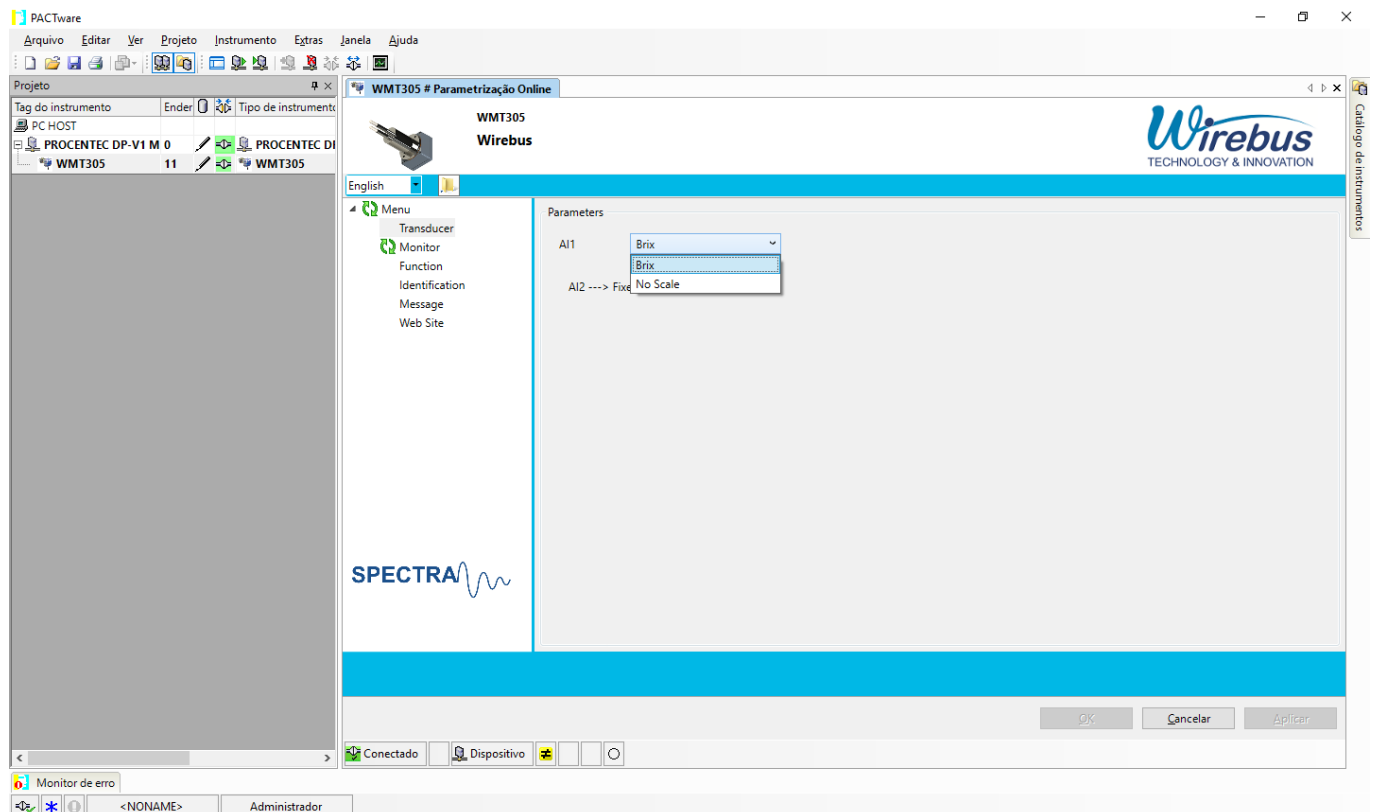 PACTware
Arquivo Editar Ver Projeto Instrumento Extras Janela Ajuda
Projeto
Tag do instrumento Ender Tipo de instrumento
PC HOST
PROCENTEC DP-V1 M 0 PROCENTEC DI
WMT305 11 WMT305
WMT305 # Parametrização Online
WMT305
Wirebus
Wirebus
TECHNOLOGY & INNOVATION
English
Menu
Transducer
Monitor
Function
Identification
Message
Web Site
SPECTRA
Parameters
AI1 Brix
Brix
No Scale
AI2 ---> Fixe
OK Cancelar Aplicar
Conectado Dispositivo
Catálogo de instrumentos
Monitor de erro
<NONAME> Administrador